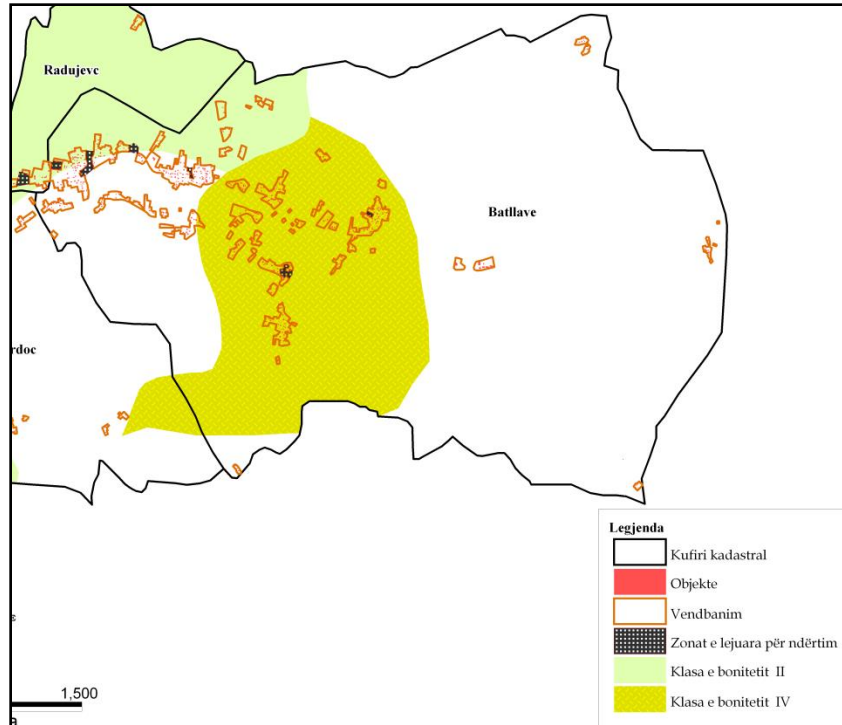 Radujevc
Batllave
rdoc
Legjenda
Kufiri kadastral
Objekte
Vendbanim
Zonat e lejuara për ndërtim
Klasa e bonitetit II
Klasa e bonitetit IV
1,500
a